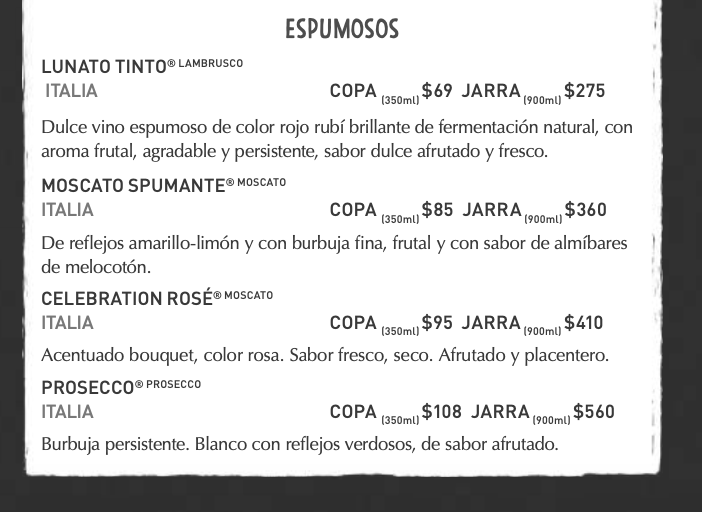 ESPUMOSOS
LUNATO TINTO® LAMBRUSCO
ITALIA COPA (350ml) $69 JARRA (900ml) $275
Dulce vino espumoso de color rojo rubí brillante de fermentación natural, con
aroma frutal, agradable y persistente, sabor dulce afrutado y fresco.
MOSCATO SPUMANTE® MOSCATO
ITALIA COPA (350ml) $85 JARRA (900ml) $360
De reflejos amarillo-limón y con burbuja fina, frutal y con sabor de almíbares
de melocotón.
CELEBRATION ROSÉ® MOSCATO
ITALIA COPA (350ml) $95 JARRA (900ml) $410
Acentuado bouquet, color rosa. Sabor fresco, seco. Afrutado y placentero.
PROSECCO® PROSECCO
ITALIA COPA (350ml) $108 JARRA (900ml) $560
Burbuja persistente. Blanco con reflejos verdosos, de sabor afrutado.